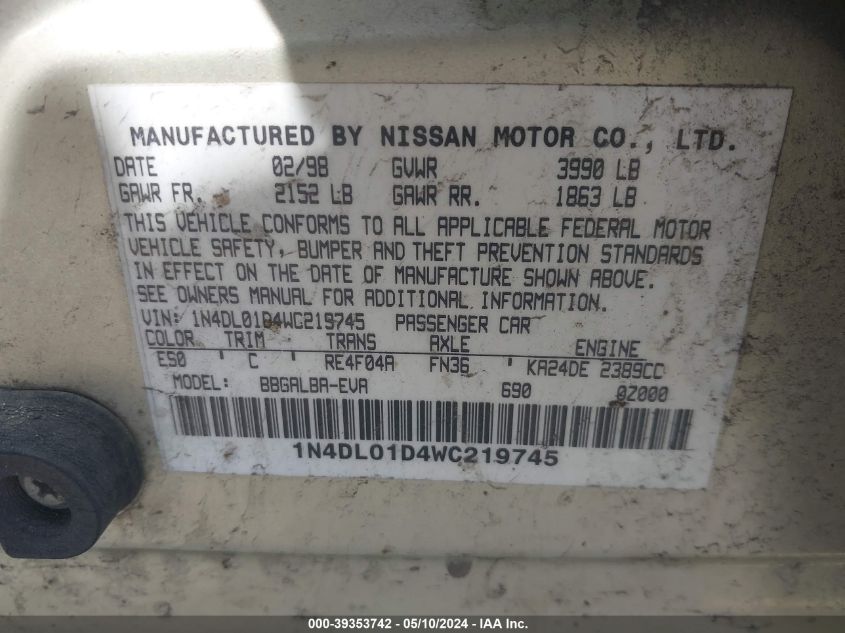 MANUFACTURED BY NISSAN MOTOR CO., LTD.
DATE 02/98 GVWR 3990 LB
GAWR FR. 2152 LB GAWR RR. 1863 LB
THIS VEHICLE CONFORMS TO ALL APPLICABLE FEDERAL MOTOR
VEHICLE SAFETY, BUMPER AND THEFT PREVENTION STANDARDS
IN EFFECT ON THE DATE OF MANUFACTURE SHOWN ABOVE.
SEE OWNERS MANUAL FOR ADDITIONAL INFORMATION.
VIN: 1N4DL01D4WC219745 PASSENGER CAR
COLOR TRIM TRANS AXLE ENGINE
ES0 C RE4F04A FN36 KA24DE 2389CC
MODEL: BBGALBA-EVA 690 0Z000
1N4DL01D4WC219745
000-39353742 - 05/10/2024 - IAA Inc.